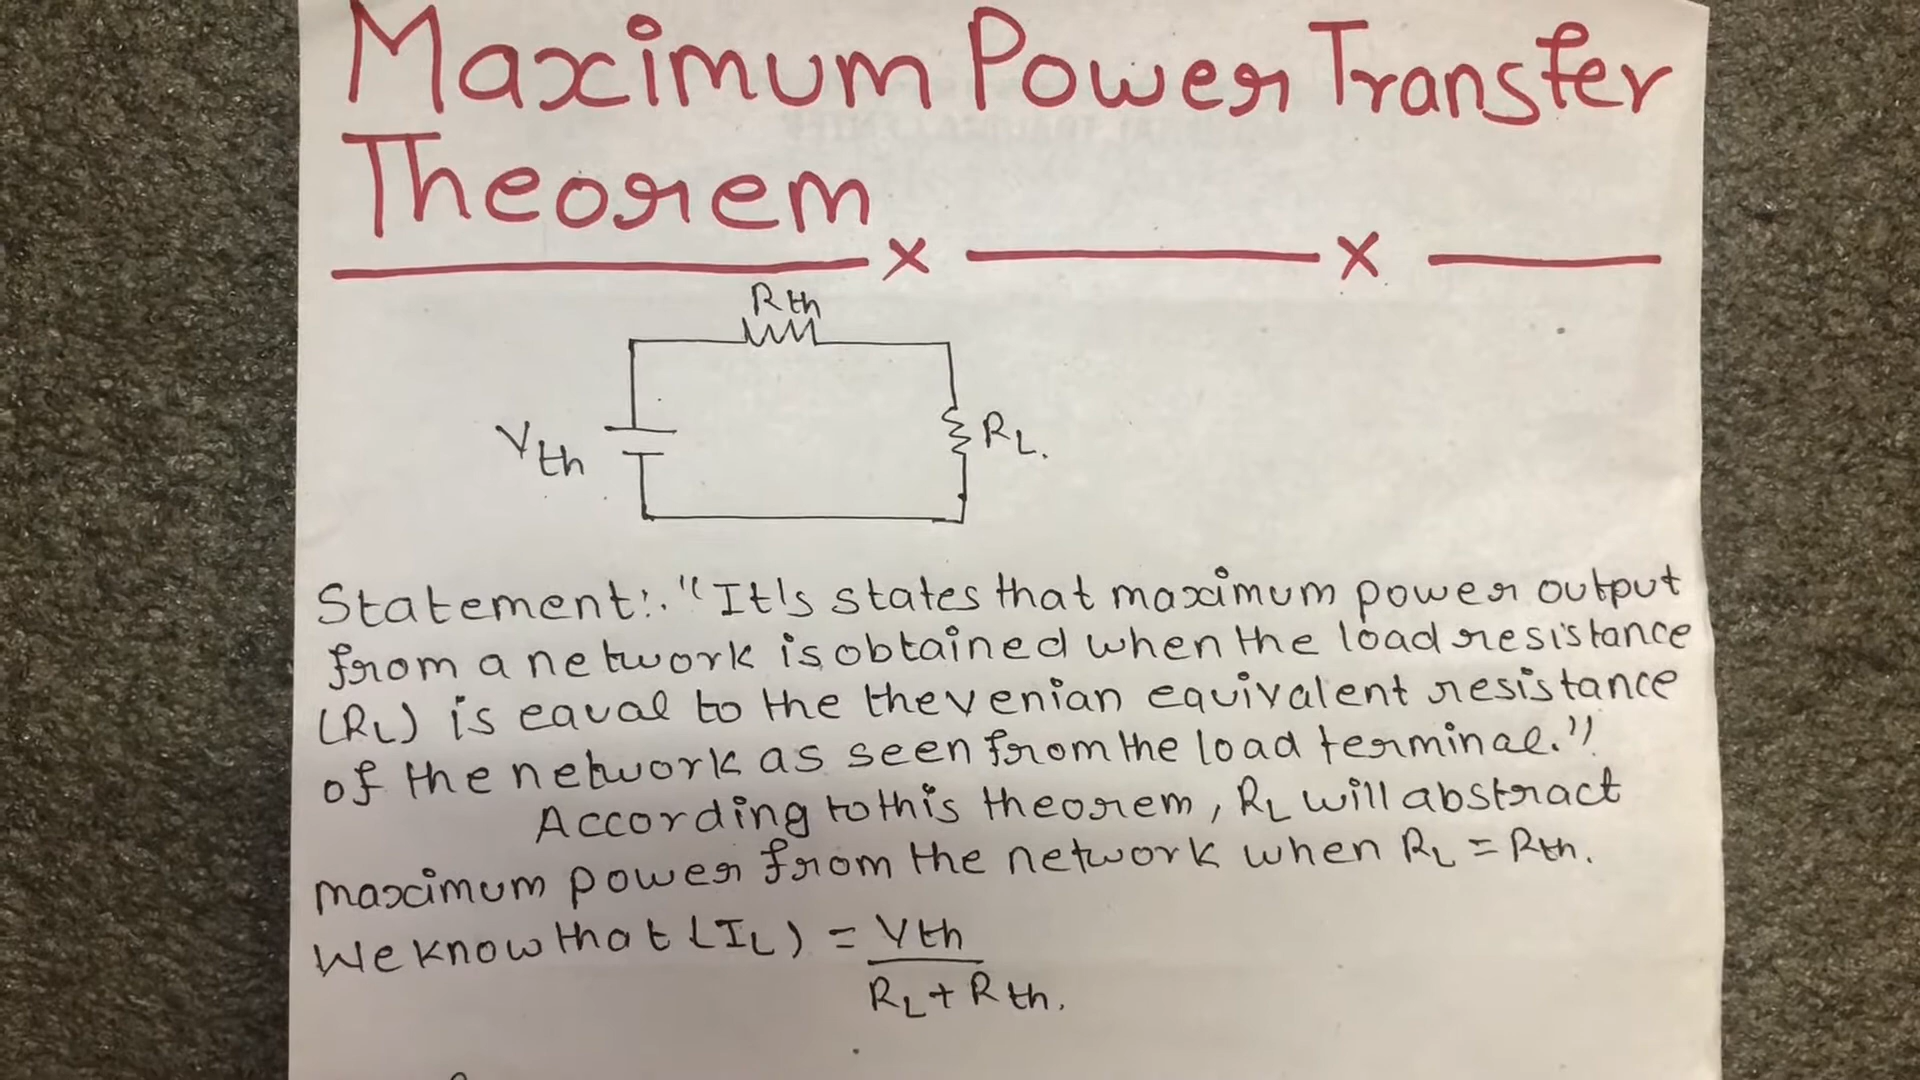 Maximum Power Transfer
Theorem
Rth
Vth
RL.
Statement:. "It's states that maximum power output
from a network is obtained when the load resistance
(RL) is eaual to the thevenian equivalent resistance
of the network as seen from the load terminal."
According to this theorem, RL will abstract
maximum power from the network when RL = Rth.
We know that (IL) = Vth
RL + Rth.